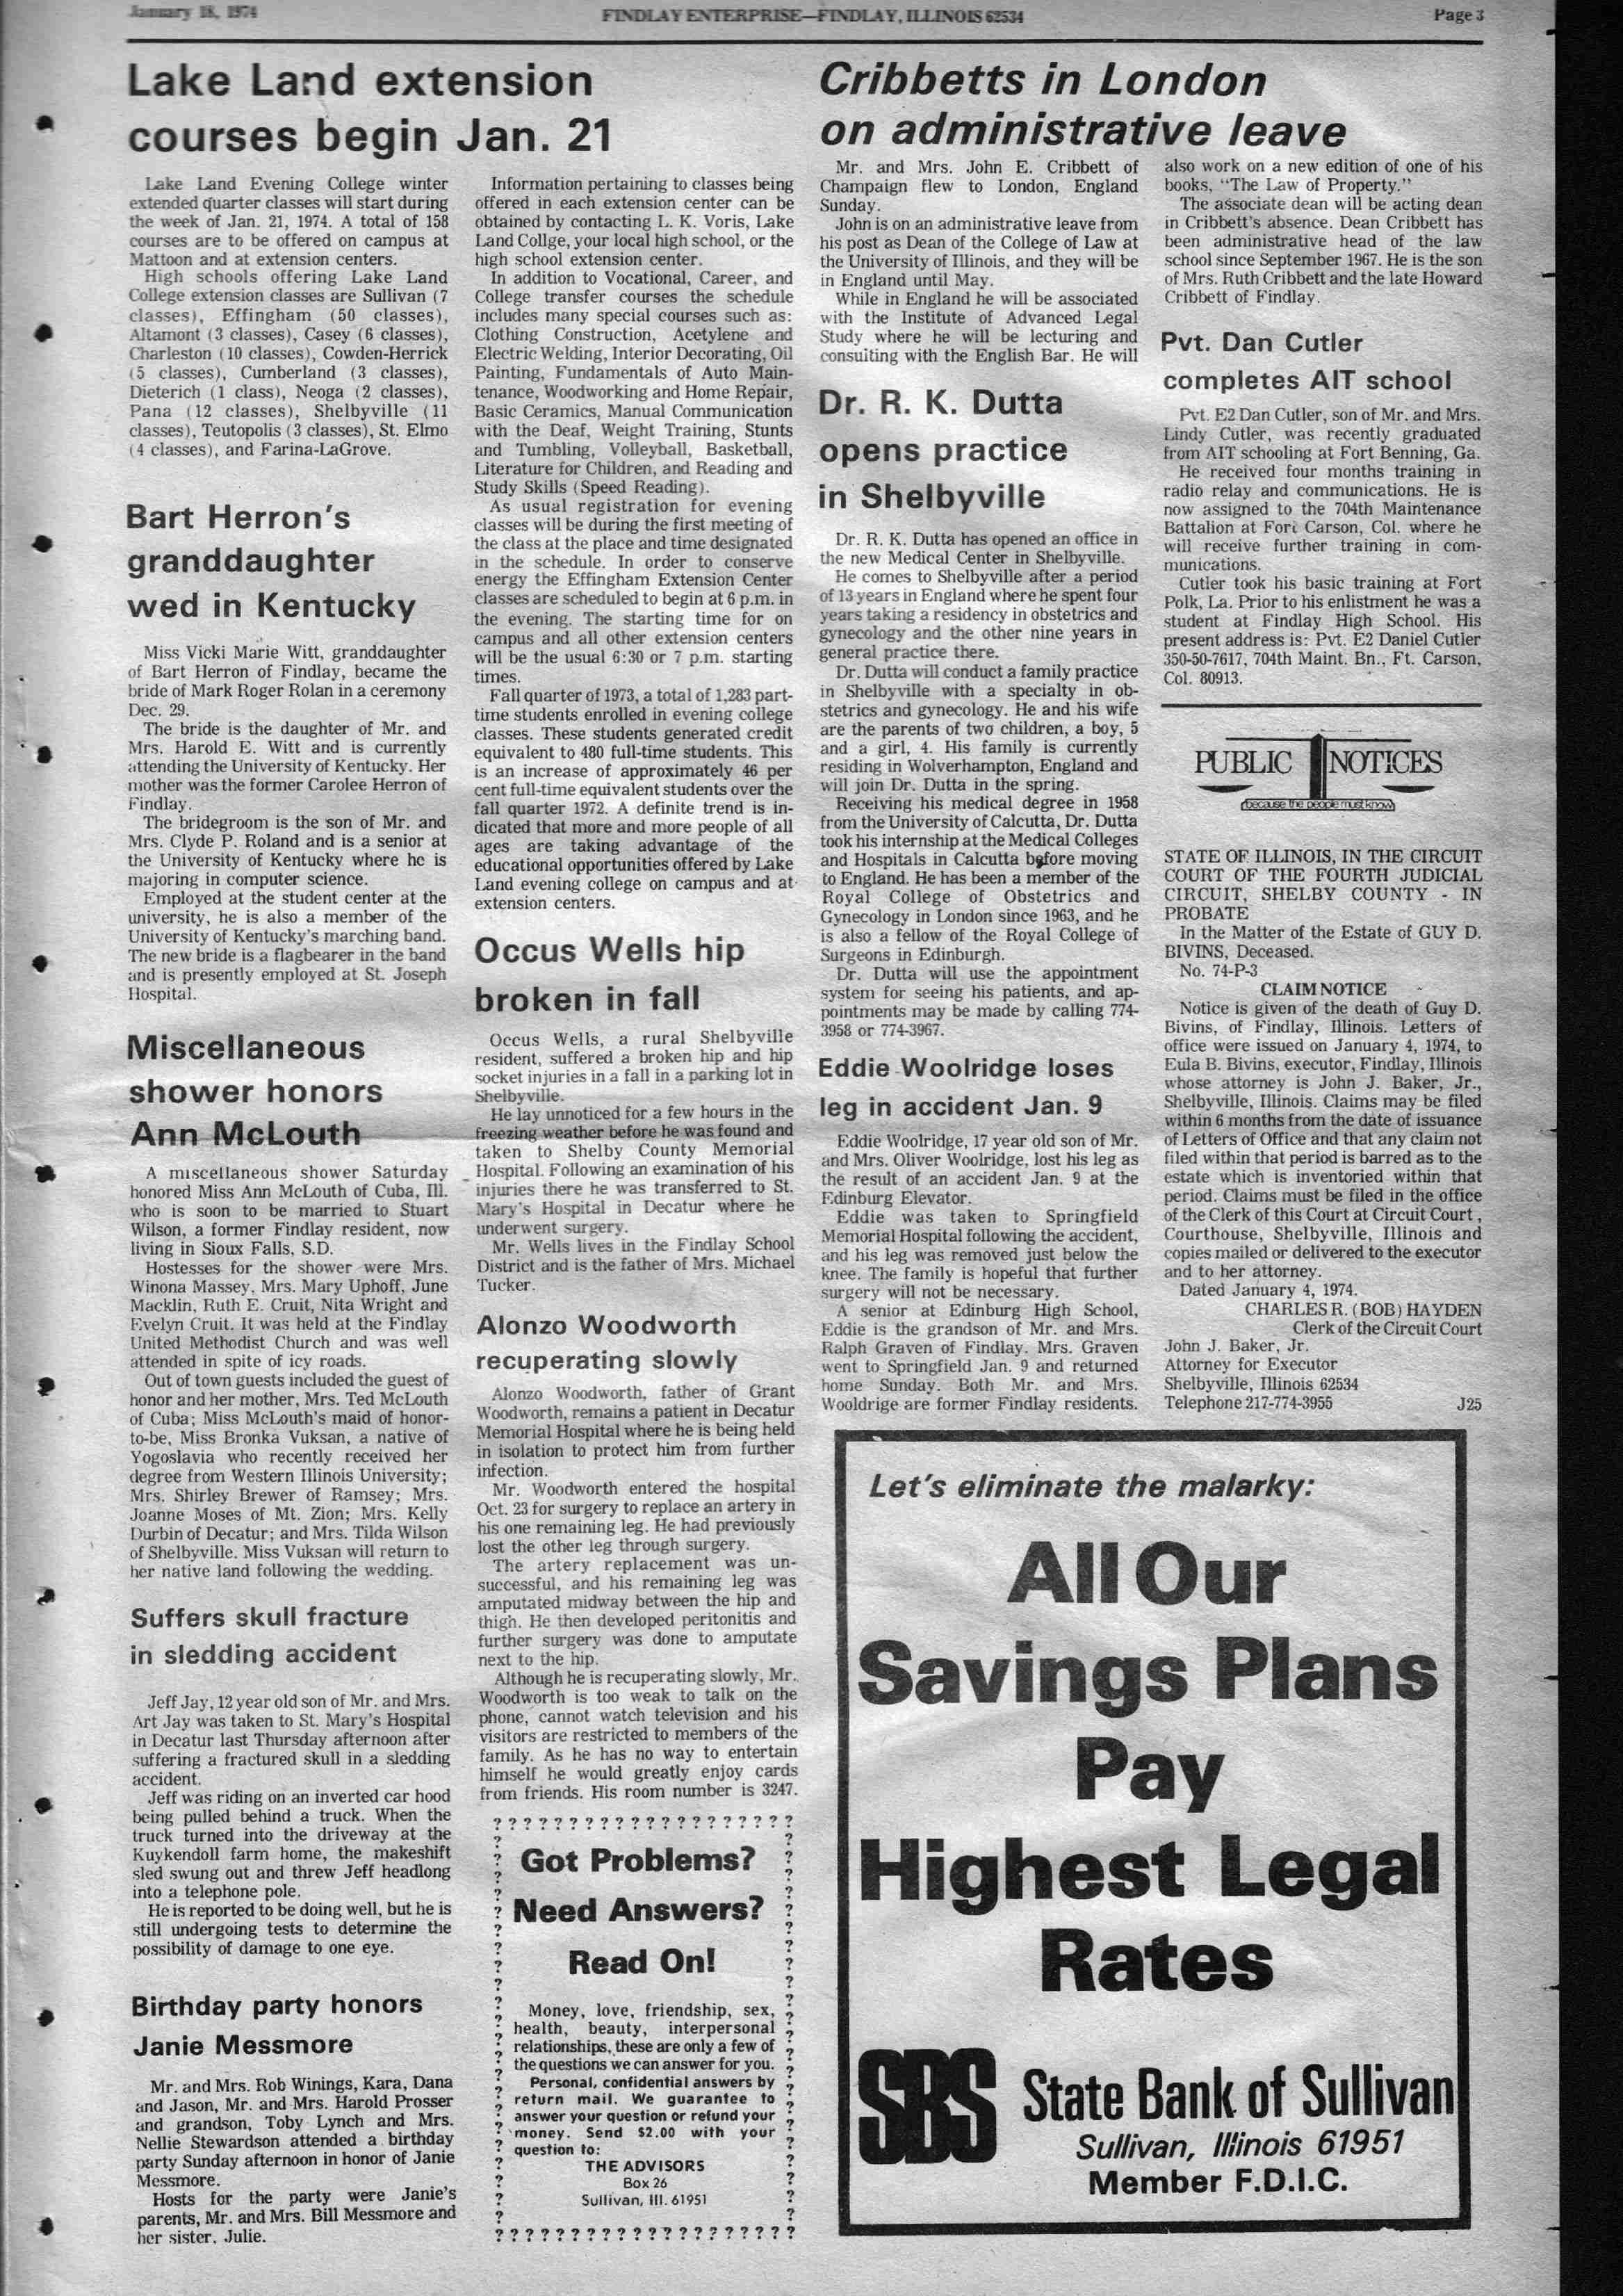 January 18, 1974
FINDLAY ENTERPRISE—FINDLAY, ILLINOIS 62534
Page 3
Lake Land extension
courses begin Jan. 21
Lake Land Evening College winter
extended quarter classes will start during
the week of Jan. 21, 1974. A total of 158
courses are to be offered on campus at
Mattoon and at extension centers.
High schools offering Lake Land
College extension classes are Sullivan (7
classes), Effingham (50 classes),
Altamont (3 classes), Casey (6 classes),
Charleston (10 classes), Cowden-Herrick
(5 classes), Cumberland (3 classes),
Dieterich (1 class), Neoga (2 classes),
Pana (12 classes), Shelbyville (11
classes), Teutopolis (3 classes), St. Elmo
(4 classes), and Farina-LaGrove.
Information pertaining to classes being
offered in each extension center can be
obtained by contacting L. K. Voris, Lake
Land Collge, your local high school, or the
high school extension center.
In addition to Vocational, Career, and
College transfer courses the schedule
includes many special courses such as:
Clothing Construction, Acetylene and
Electric Welding, Interior Decorating, Oil
Painting, Fundamentals of Auto Main-
tenance, Woodworking and Home Repair,
Basic Ceramics, Manual Communication
with the Deaf, Weight Training, Stunts
and Tumbling, Volleyball, Basketball,
Literature for Children, and Reading and
Study Skills (Speed Reading).
As usual registration for evening
classes will be during the first meeting of
the class at the place and time designated
in the schedule. In order to conserve
energy the Effingham Extension Center
classes are scheduled to begin at 6 p.m. in
the evening. The starting time for on
campus and all other extension centers
will be the usual 6:30 or 7 p.m. starting
times.
Fall quarter of 1973, a total of 1,283 part-
time students enrolled in evening college
classes. These students generated credit
equivalent to 480 full-time students. This
is an increase of approximately 46 per
cent full-time equivalent students over the
fall quarter 1972. A definite trend is in-
dicated that more and more people of all
ages are taking advantage of the
educational opportunities offered by Lake
Land evening college on campus and at
extension centers.
Bart Herron's
granddaughter
wed in Kentucky
Miss Vicki Marie Witt, granddaughter
of Bart Herron of Findlay, became the
bride of Mark Roger Rolan in a ceremony
Dec. 29.
The bride is the daughter of Mr. and
Mrs. Harold E. Witt and is currently
attending the University of Kentucky. Her
mother was the former Carolee Herron of
Findlay.
The bridegroom is the son of Mr. and
Mrs. Clyde P. Roland and is a senior at
the University of Kentucky where he is
majoring in computer science.
Employed at the student center at the
university, he is also a member of the
University of Kentucky's marching band.
The new bride is a flagbearer in the band
and is presently employed at St. Joseph
Hospital.
Miscellaneous
shower honors
Ann McLouth
A miscellaneous shower Saturday
honored Miss Ann McLouth of Cuba, Ill.
who is soon to be married to Stuart
Wilson, a former Findlay resident, now
living in Sioux Falls, S.D.
Hostesses for the shower were Mrs.
Winona Massey, Mrs. Mary Uphoff, June
Macklin, Ruth E. Cruit, Nita Wright and
Evelyn Cruit. It was held at the Findlay
United Methodist Church and was well
attended in spite of icy roads.
Out of town guests included the guest of
honor and her mother, Mrs. Ted McLouth
of Cuba; Miss McLouth's maid of honor-
to-be, Miss Bronka Vuksan, a native of
Yogoslavia who recently received her
degree from Western Illinois University;
Mrs. Shirley Brewer of Ramsey; Mrs.
Joanne Moses of Mt. Zion; Mrs. Kelly
Durbin of Decatur; and Mrs. Tilda Wilson
of Shelbyville. Miss Vuksan will return to
her native land following the wedding.
Suffers skull fracture
in sledding accident
Jeff Jay, 12 year old son of Mr. and Mrs.
Art Jay was taken to St. Mary's Hospital
in Decatur last Thursday afternoon after
suffering a fractured skull in a sledding
accident.
Jeff was riding on an inverted car hood
being pulled behind a truck. When the
truck turned into the driveway at the
Kuykendoll farm home, the makeshift
sled swung out and threw Jeff headlong
into a telephone pole.
He is reported to be doing well, but he is
still undergoing tests to determine the
possibility of damage to one eye.
Birthday party honors
Janie Messmore
Mr. and Mrs. Rob Winings, Kara, Dana
and Jason, Mr. and Mrs. Harold Prosser
and grandson, Toby Lynch and Mrs.
Nellie Stewardson attended a birthday
party Sunday afternoon in honor of Janie
Messmore.
Hosts for the party were Janie's
parents, Mr. and Mrs. Bill Messmore and
her sister, Julie.
Occus Wells hip
broken in fall
Occus Wells, a rural Shelbyville
resident, suffered a broken hip and hip
socket injuries in a fall in a parking lot in
Shelbyville.
He lay unnoticed for a few hours in the
freezing weather before he was found and
taken to Shelby County Memorial
Hospital. Following an examination of his
injuries there he was transferred to St.
Mary's Hospital in Decatur where he
underwent surgery.
Mr. Wells lives in the Findlay School
District and is the father of Mrs. Michael
Tucker.
Alonzo Woodworth
recuperating slowly
Alonzo Woodworth, father of Grant
Woodworth, remains a patient in Decatur
Memorial Hospital where he is being held
in isolation to protect him from further
infection.
Mr. Woodworth entered the hospital
Oct. 23 for surgery to replace an artery in
his one remaining leg. He had previously
lost the other leg through surgery.
The artery replacement was un-
successful, and his remaining leg was
amputated midway between the hip and
thigh. He then developed peritonitis and
further surgery was done to amputate
next to the hip.
Although he is recuperating slowly, Mr.
Woodworth is too weak to talk on the
phone, cannot watch television and his
visitors are restricted to members of the
family. As he has no way to entertain
himself he would greatly enjoy cards
from friends. His room number is 3247.
? ? ? ? ? ? ? ? ? ? ? ? ? ? ? ? ? ? ? ?
Got Problems?
Need Answers?
Read On!
Money, love, friendship, sex,
health, beauty, interpersonal
relationships, these are only a few of
the questions we can answer for you.
Personal, confidential answers by
return mail. We guarantee to
answer your question or refund your
money. Send $2.00 with your
question to:
THE ADVISORS
Box 26
Sullivan, Ill. 61951
? ? ? ? ? ? ? ? ? ? ? ? ? ? ? ? ? ? ? ?
Cribbetts in London
on administrative leave
Mr. and Mrs. John E. Cribbett of
Champaign flew to London, England
Sunday.
John is on an administrative leave from
his post as Dean of the College of Law at
the University of Illinois, and they will be
in England until May.
While in England he will be associated
with the Institute of Advanced Legal
Study where he will be lecturing and
consulting with the English Bar. He will
also work on a new edition of one of his
books, "The Law of Property."
The associate dean will be acting dean
in Cribbett's absence. Dean Cribbett has
been administrative head of the law
school since September 1967. He is the son
of Mrs. Ruth Cribbett and the late Howard
Cribbett of Findlay.
Dr. R. K. Dutta
opens practice
in Shelbyville
Dr. R. K. Dutta has opened an office in
the new Medical Center in Shelbyville.
He comes to Shelbyville after a period
of 13 years in England where he spent four
years taking a residency in obstetrics and
gynecology and the other nine years in
general practice there.
Dr. Dutta will conduct a family practice
in Shelbyville with a specialty in ob-
stetrics and gynecology. He and his wife
are the parents of two children, a boy, 5
and a girl, 4. His family is currently
residing in Wolverhampton, England and
will join Dr. Dutta in the spring.
Receiving his medical degree in 1958
from the University of Calcutta, Dr. Dutta
took his internship at the Medical Colleges
and Hospitals in Calcutta before moving
to England. He has been a member of the
Royal College of Obstetrics and
Gynecology in London since 1963, and he
is also a fellow of the Royal College of
Surgeons in Edinburgh.
Dr. Dutta will use the appointment
system for seeing his patients, and ap-
pointments may be made by calling 774-
3958 or 774-3967.
Eddie Woolridge loses
leg in accident Jan. 9
Eddie Woolridge, 17 year old son of Mr.
and Mrs. Oliver Woolridge, lost his leg as
the result of an accident Jan. 9 at the
Edinburg Elevator.
Eddie was taken to Springfield
Memorial Hospital following the accident,
and his leg was removed just below the
knee. The family is hopeful that further
surgery will not be necessary.
A senior at Edinburg High School,
Eddie is the grandson of Mr. and Mrs.
Ralph Graven of Findlay. Mrs. Graven
went to Springfield Jan. 9 and returned
home Sunday. Both Mr. and Mrs.
Wooldrige are former Findlay residents.
Pvt. Dan Cutler
completes AIT school
Pvt. E2 Dan Cutler, son of Mr. and Mrs.
Lindy Cutler, was recently graduated
from AIT schooling at Fort Benning, Ga.
He received four months training in
radio relay and communications. He is
now assigned to the 704th Maintenance
Battalion at Fort Carson, Col. where he
will receive further training in com-
munications.
Cutler took his basic training at Fort
Polk, La. Prior to his enlistment he was a
student at Findlay High School. His
present address is: Pvt. E2 Daniel Cutler
350-50-7617, 704th Maint. Bn., Ft. Carson,
Col. 80913.
PUBLIC NOTICES
because the people must know
STATE OF ILLINOIS, IN THE CIRCUIT
COURT OF THE FOURTH JUDICIAL
CIRCUIT, SHELBY COUNTY - IN
PROBATE
In the Matter of the Estate of GUY D.
BIVINS, Deceased.
No. 74-P-3
CLAIM NOTICE
Notice is given of the death of Guy D.
Bivins, of Findlay, Illinois. Letters of
office were issued on January 4, 1974, to
Eula B. Bivins, executor, Findlay, Illinois
whose attorney is John J. Baker, Jr.,
Shelbyville, Illinois. Claims may be filed
within 6 months from the date of issuance
of Letters of Office and that any claim not
filed within that period is barred as to the
estate which is inventoried within that
period. Claims must be filed in the office
of the Clerk of this Court at Circuit Court,
Courthouse, Shelbyville, Illinois and
copies mailed or delivered to the executor
and to her attorney.
Dated January 4, 1974.
CHARLES R. (BOB) HAYDEN
Clerk of the Circuit Court
John J. Baker, Jr.
Attorney for Executor
Shelbyville, Illinois 62534
Telephone 217-774-3955
J25
Let's eliminate the malarky:
All Our
Savings Plans
Pay
Highest Legal
Rates
SBS State Bank of Sullivan
Sullivan, Illinois 61951
Member F.D.I.C.